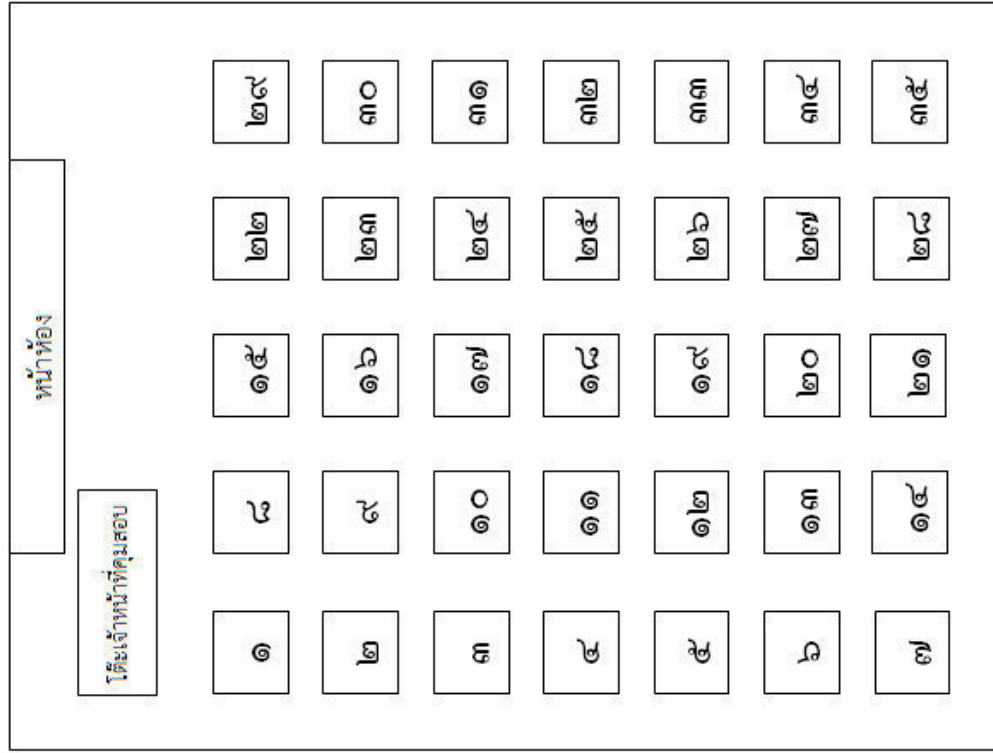 หน้าห้อง
โต๊ะเจ้าหน้าที่คุมสอบ
๑ ๘ ๑๕ ๒๒ ๒๙
๒ ๙ ๑๖ ๒๓ ๓๐
๓ ๑๐ ๑๗ ๒๔ ๓๑
๔ ๑๑ ๑๘ ๒๕ ๓๒
๕ ๑๒ ๑๙ ๒๖ ๓๓
๖ ๑๓ ๒๐ ๒๗ ๓๔
๗ ๑๔ ๒๑ ๒๘ ๓๕